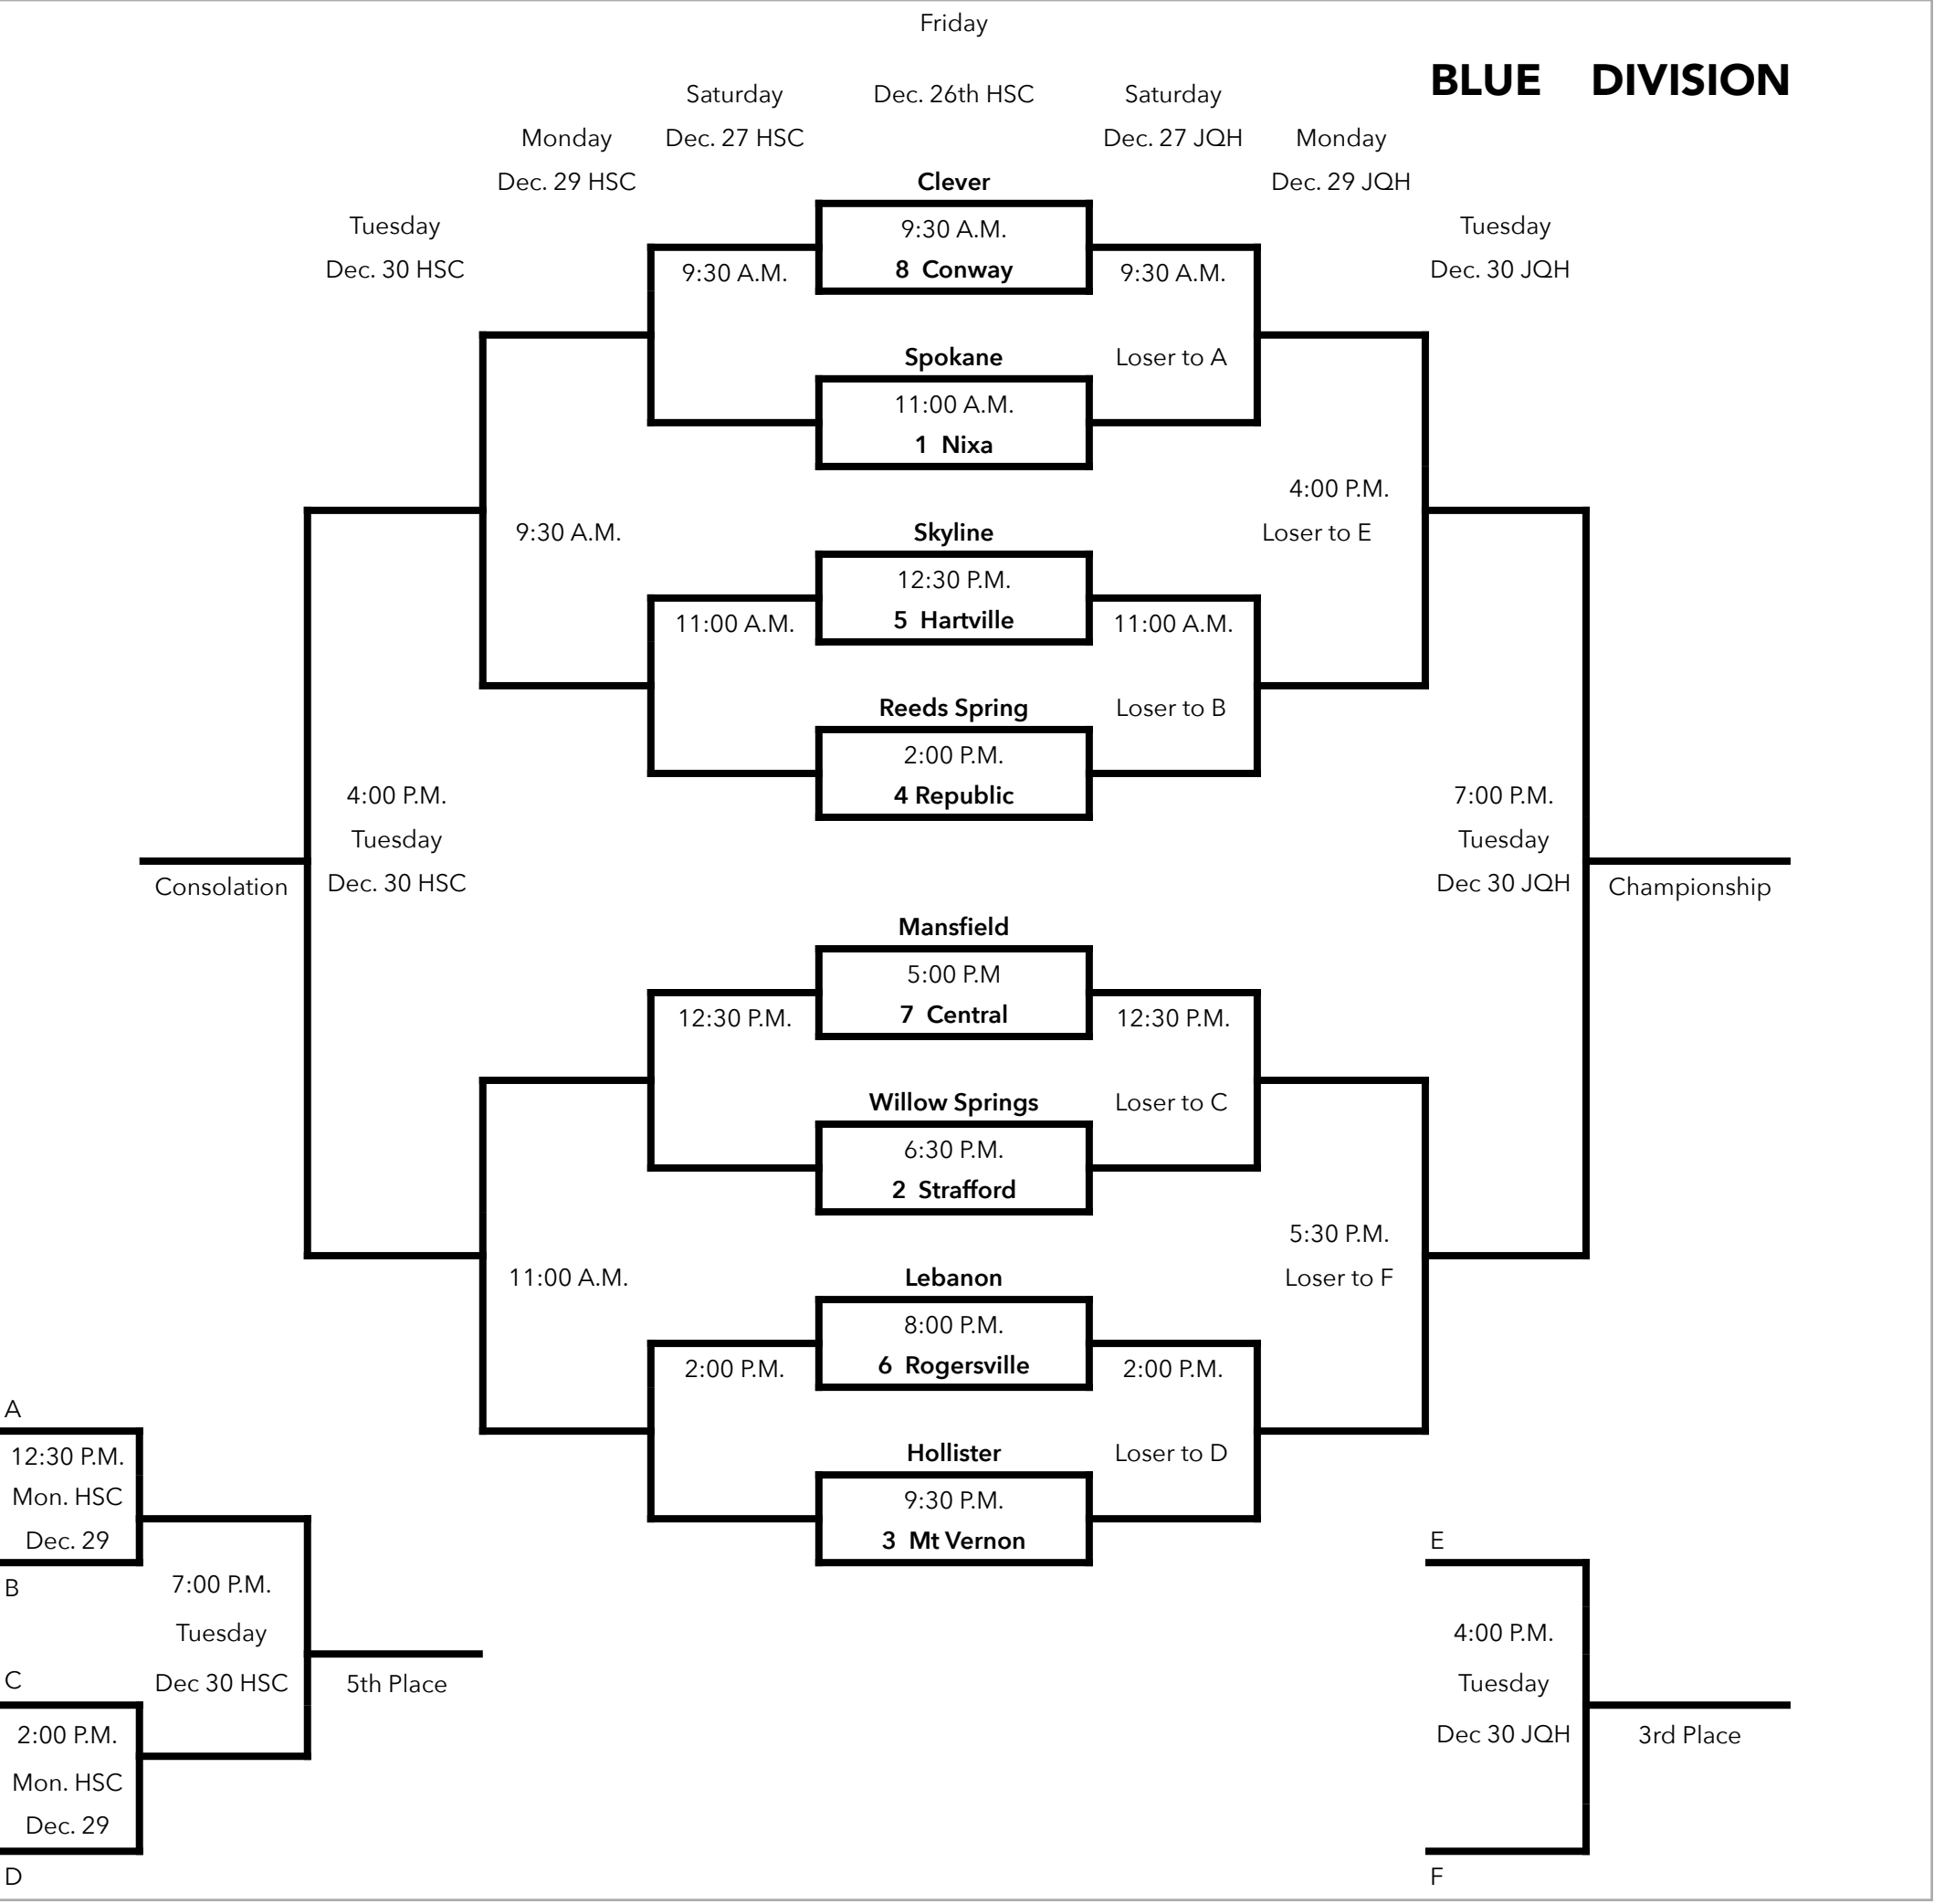 Friday
BLUE DIVISION
Saturday Dec. 26th HSC Saturday
Monday Dec. 27 HSC Dec. 27 JQH Monday
Dec. 29 HSC Clever Dec. 29 JQH
Tuesday 9:30 A.M. Tuesday
Dec. 30 HSC 9:30 A.M. 8 Conway 9:30 A.M. Dec. 30 JQH
Spokane Loser to A
11:00 A.M.
1 Nixa
4:00 P.M.
9:30 A.M. Skyline Loser to E
12:30 P.M.
11:00 A.M. 5 Hartville 11:00 A.M.
Reeds Spring Loser to B
2:00 P.M.
4:00 P.M. 4 Republic 7:00 P.M.
Tuesday Tuesday
Consolation Dec. 30 HSC Dec 30 JQH Championship
Mansfield
5:00 P.M
12:30 P.M. 7 Central 12:30 P.M.
Willow Springs Loser to C
6:30 P.M.
2 Strafford
5:30 P.M.
11:00 A.M. Lebanon Loser to F
8:00 P.M.
2:00 P.M. 6 Rogersville 2:00 P.M.
A
12:30 P.M. Hollister Loser to D
Mon. HSC 9:30 P.M.
Dec. 29 3 Mt Vernon E
B 7:00 P.M.
Tuesday 4:00 P.M.
C Dec 30 HSC 5th Place Tuesday
2:00 P.M. Dec 30 JQH 3rd Place
Mon. HSC
Dec. 29
D F